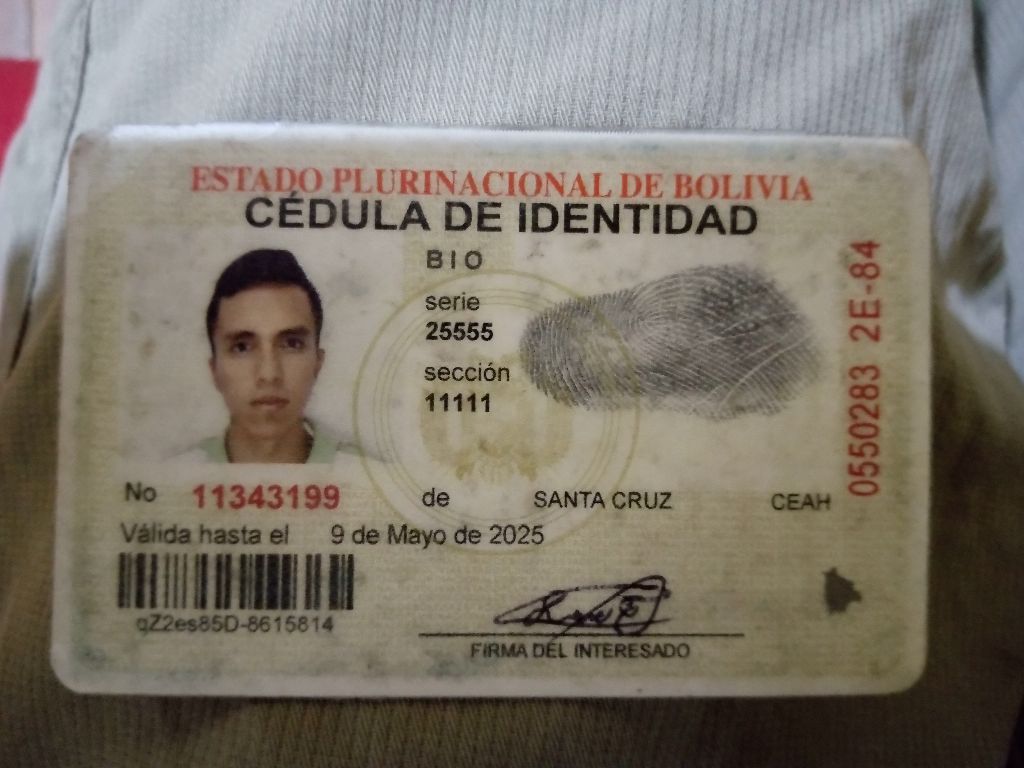 ESTADO PLURINACIONAL DE BOLIVIA
CÉDULA DE IDENTIDAD
BIO
serie
25555
sección
11111
0550283 2E-84
No 11343199 de SANTA CRUZ CEAH
Válida hasta el 9 de Mayo de 2025
qZ2es85D-8615814
FIRMA DEL INTERESADO